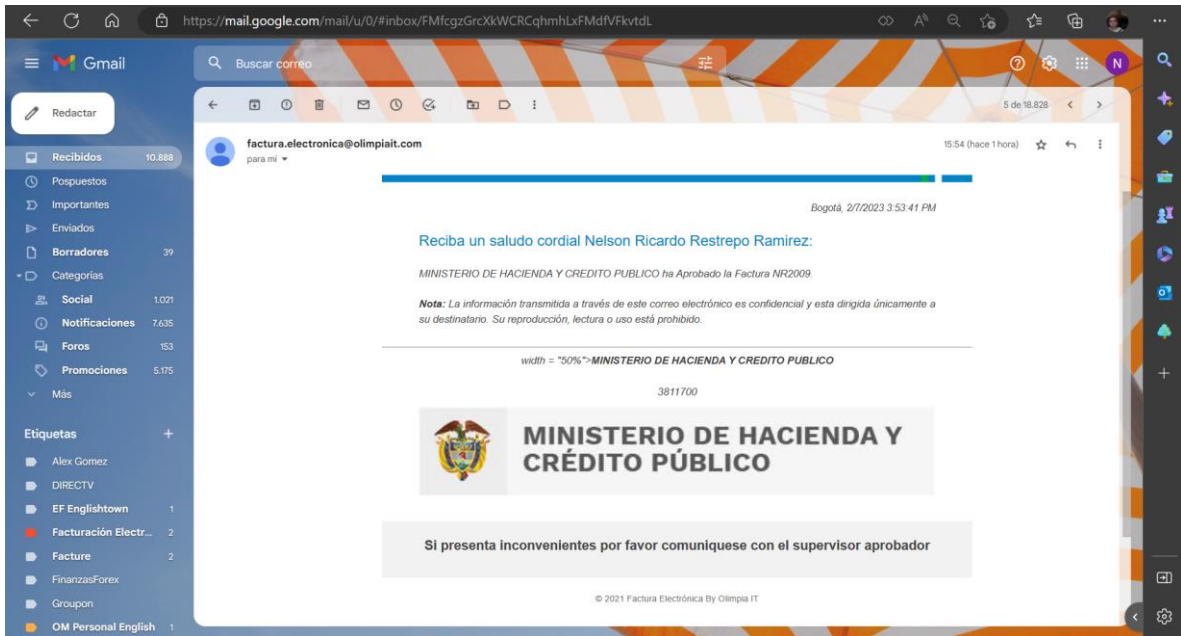 https://mail.google.com/mail/u/0/#inbox/FMfcgzGrcXkWCRCqhmhLxFMdfVFkvtdL
Gmail
Buscar correo
N
Redactar
5 de 18.828
Recibidos 10.888
Pospuestos
Importantes
Enviados
Borradores 39
Categorías
Social 1.021
Notificaciones 7.635
Foros 153
Promociones 5.175
Más
Etiquetas
Alex Gomez
DIRECTV
EF Englishtown 1
Facturación Electr... 2
Facture 2
FinanzasForex
Groupon
OM Personal English 1
factura.electronica@olimpiait.com
15:54 (hace 1 hora)
para mí
Bogotá, 2/7/2023 3:53:41 PM
Reciba un saludo cordial Nelson Ricardo Restrepo Ramirez:
MINISTERIO DE HACIENDA Y CREDITO PUBLICO ha Aprobado la Factura NR2009.
Nota: La información transmitida a través de este correo electrónico es confidencial y esta dirigida únicamente a
su destinatario. Su reproducción, lectura o uso está prohibido.
width = "50%">MINISTERIO DE HACIENDA Y CREDITO PUBLICO
3811700
MINISTERIO DE HACIENDA Y
CRÉDITO PÚBLICO
Si presenta inconvenientes por favor comuniquese con el supervisor aprobador
© 2021 Factura Electrónica By Olimpia IT